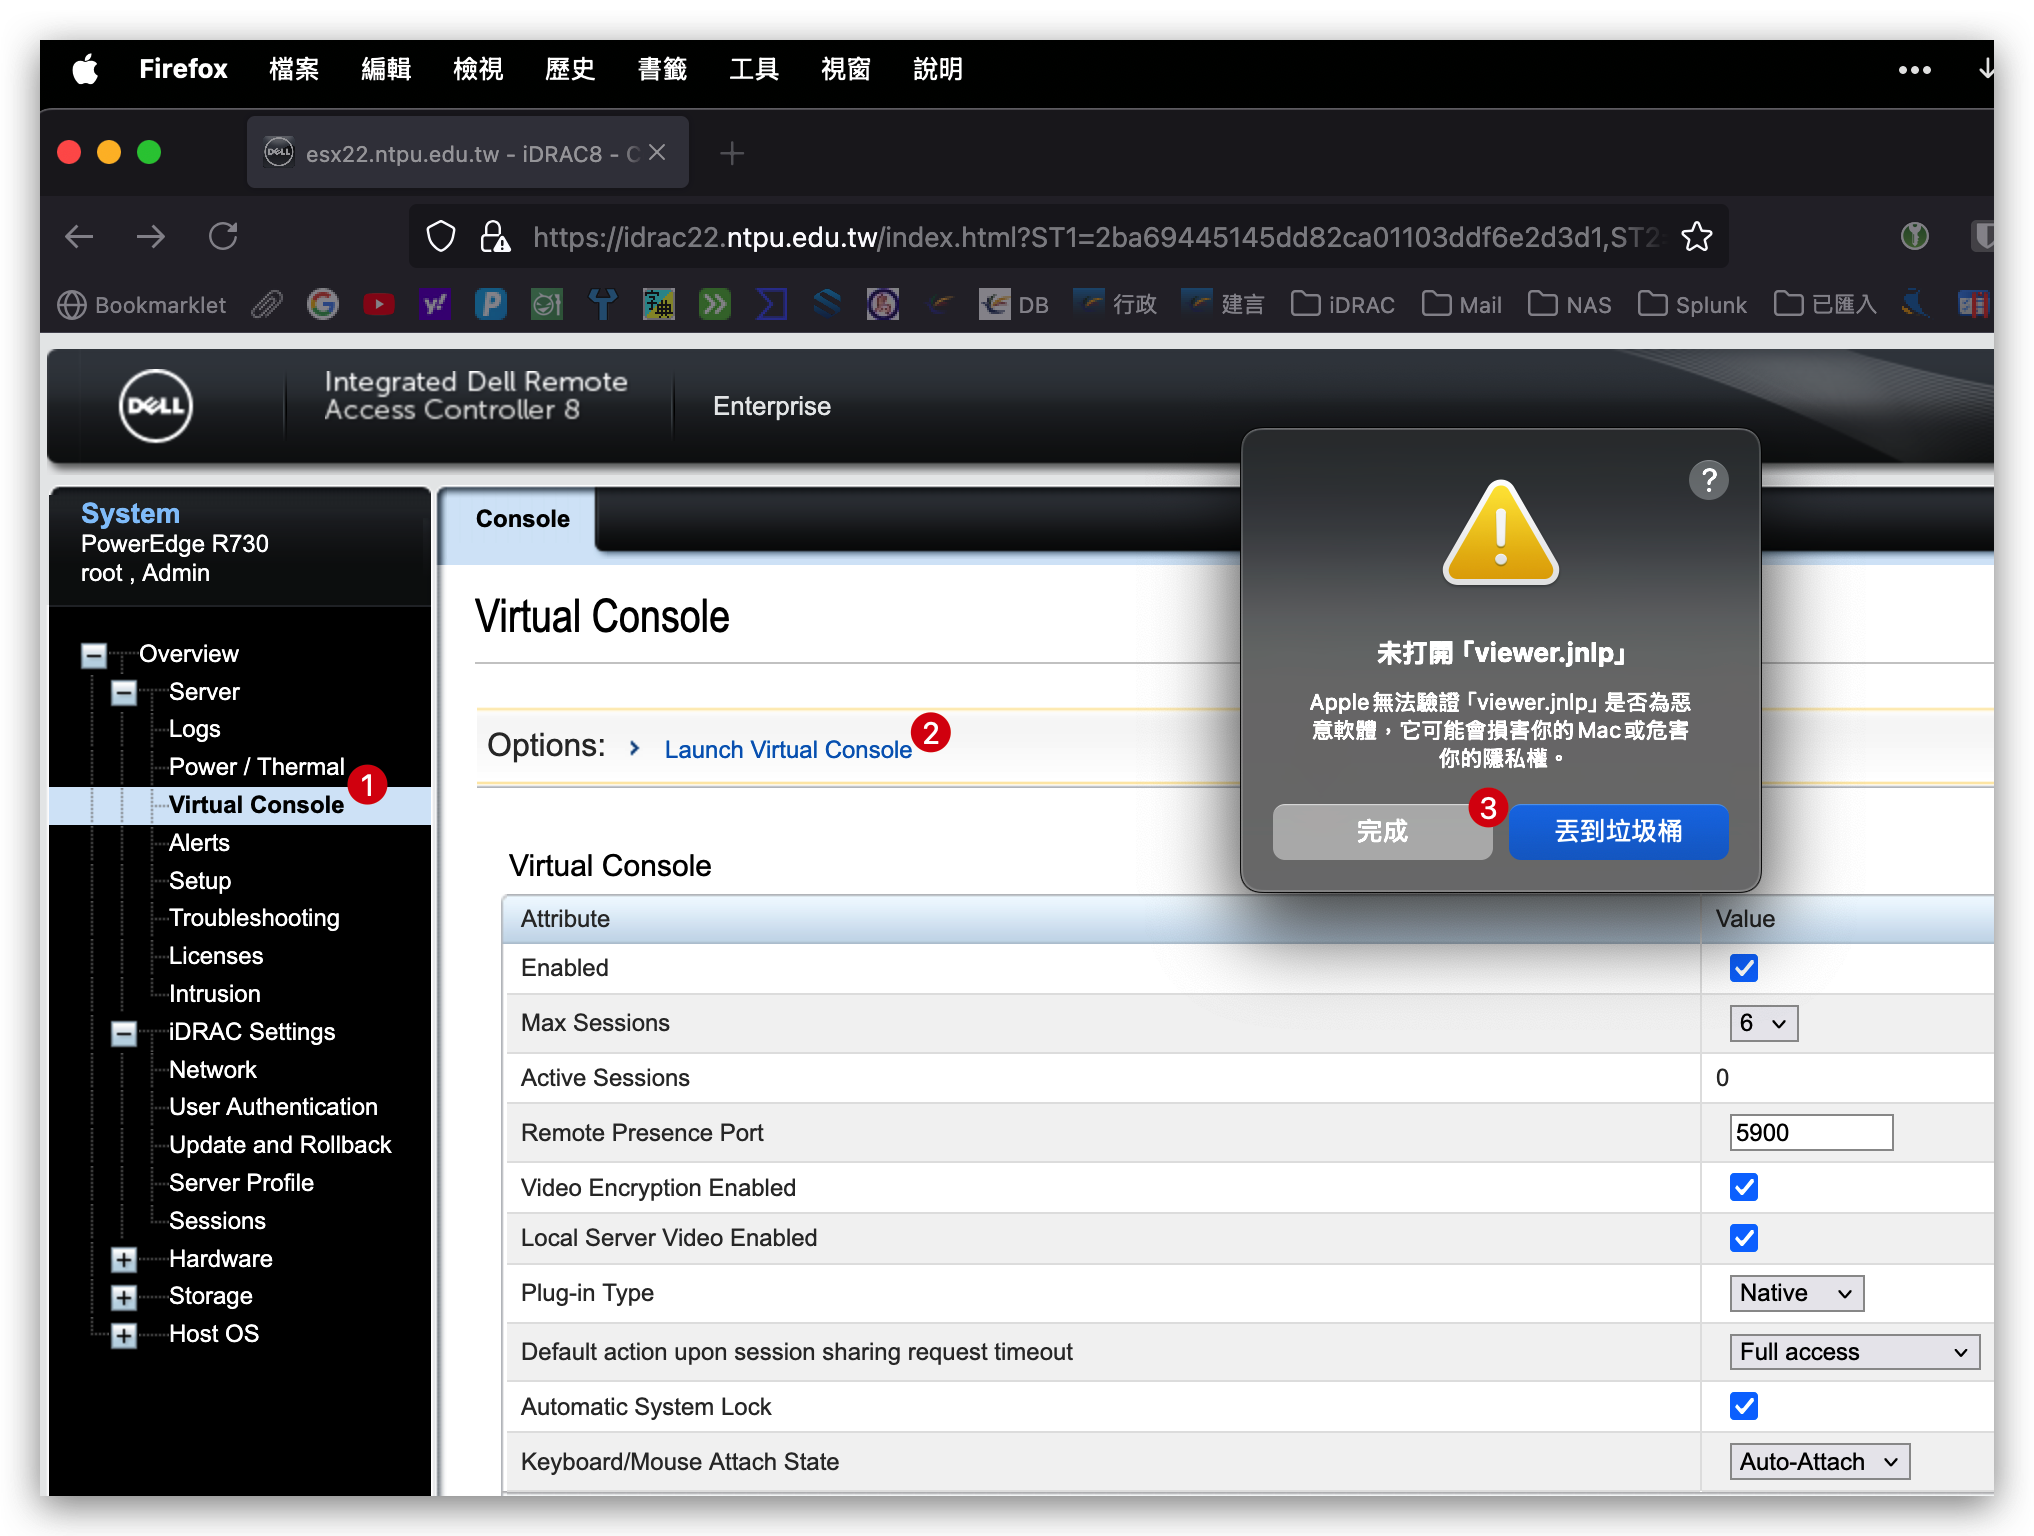 Firefox 檔案 編輯 檢視 歷史 書籤 工具 視窗 說明
DELL esx22.ntpu.edu.tw - iDRAC8 - C
https://idrac22.ntpu.edu.tw/index.html?ST1=2ba69445145dd82ca01103ddf6e2d3d1,ST2
Bookmarklet DB 行政 建言 iDRAC Mail NAS Splunk 已匯入
DELL
Integrated Dell Remote
Access Controller 8
Enterprise
System
PowerEdge R730
root , Admin
Overview
Server
Logs
Power / Thermal
Virtual Console 1
Alerts
Setup
Troubleshooting
Licenses
Intrusion
iDRAC Settings
Network
User Authentication
Update and Rollback
Server Profile
Sessions
Hardware
Storage
Host OS
Console
Virtual Console
Options: Launch Virtual Console 2
Virtual Console
Attribute Value
Enabled
Max Sessions 6
Active Sessions 0
Remote Presence Port 5900
Video Encryption Enabled
Local Server Video Enabled
Plug-in Type Native
Default action upon session sharing request timeout Full access
Automatic System Lock
Keyboard/Mouse Attach State Auto-Attach
?
未打開「viewer.jnlp」
Apple無法驗證「viewer.jnlp」是否為惡
意軟體，它可能會損害你的Mac或危害
你的隱私權。
完成 3 丟到垃圾桶